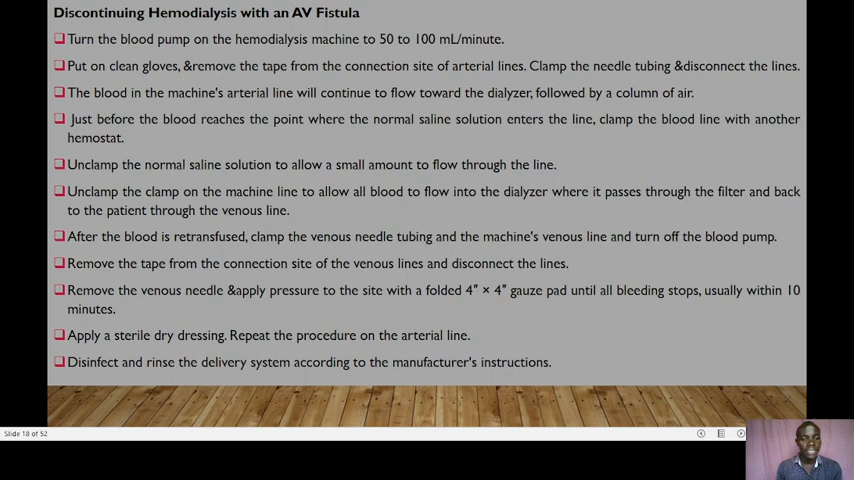 Discontinuing Hemodialysis with an AV Fistula
Turn the blood pump on the hemodialysis machine to 50 to 100 mL/minute.
Put on clean gloves, &remove the tape from the connection site of arterial lines. Clamp the needle tubing &disconnect the lines.
The blood in the machine's arterial line will continue to flow toward the dialyzer, followed by a column of air.
Just before the blood reaches the point where the normal saline solution enters the line, clamp the blood line with another
hemostat.
Unclamp the normal saline solution to allow a small amount to flow through the line.
Unclamp the clamp on the machine line to allow all blood to flow into the dialyzer where it passes through the filter and back
to the patient through the venous line.
After the blood is retransfused, clamp the venous needle tubing and the machine's venous line and turn off the blood pump.
Remove the tape from the connection site of the venous lines and disconnect the lines.
Remove the venous needle &apply pressure to the site with a folded 4″ × 4″ gauze pad until all bleeding stops, usually within 10
minutes.
Apply a sterile dry dressing. Repeat the procedure on the arterial line.
Disinfect and rinse the delivery system according to the manufacturer's instructions.
Slide 18 of 52